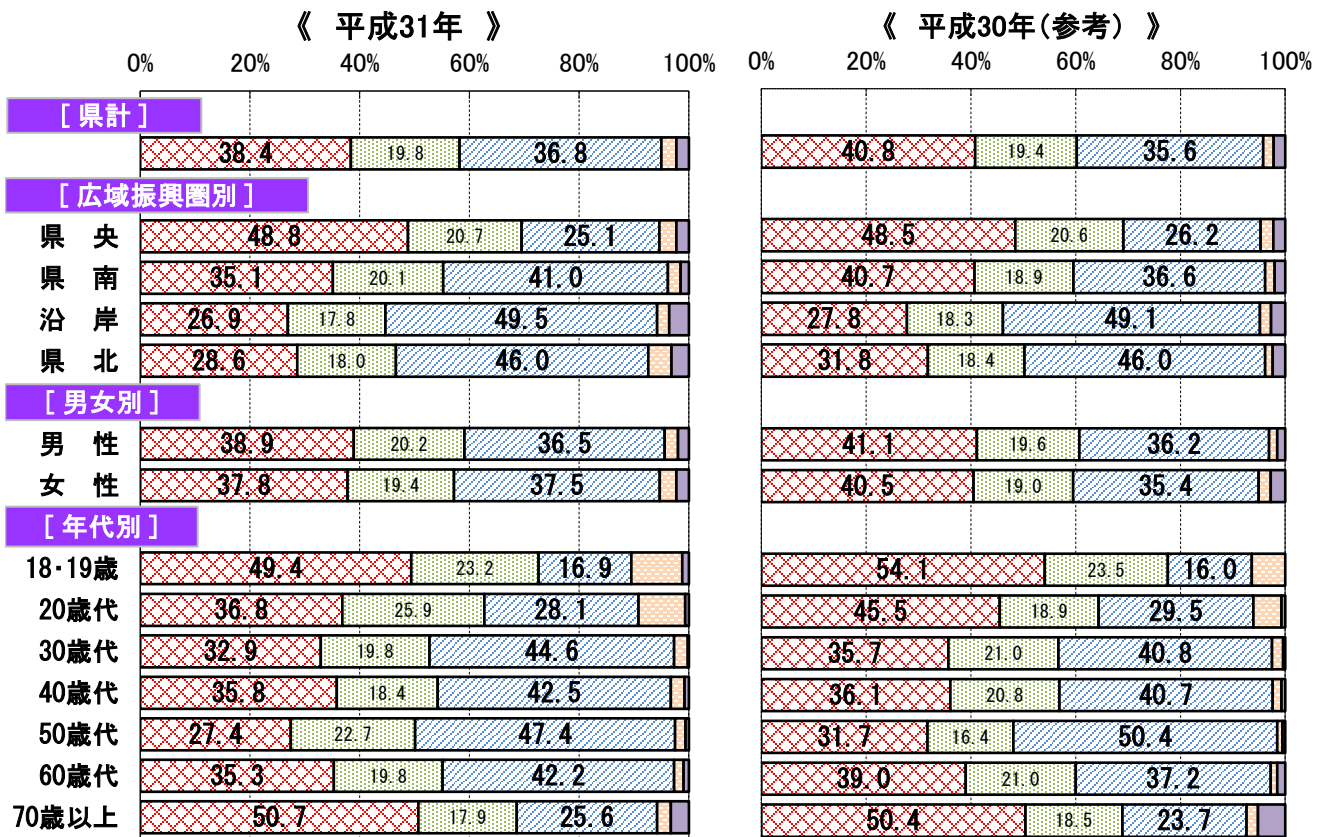 《 平成31年 》 《 平成30年(参考) 》
0% 20% 40% 60% 80% 100% 0% 20% 40% 60% 80% 100%
[ 県計 ]
38.4 19.8 36.8 40.8 19.4 35.6
[ 広域振興圏別 ]
県 央 48.8 20.7 25.1 48.5 20.6 26.2
県 南 35.1 20.1 41.0 40.7 18.9 36.6
沿 岸 26.9 17.8 49.5 27.8 18.3 49.1
県 北 28.6 18.0 46.0 31.8 18.4 46.0
[ 男女別 ]
男 性 38.9 20.2 36.5 41.1 19.6 36.2
女 性 37.8 19.4 37.5 40.5 19.0 35.4
[ 年代別 ]
18・19歳 49.4 23.2 16.9 54.1 23.5 16.0
20歳代 36.8 25.9 28.1 45.5 18.9 29.5
30歳代 32.9 19.8 44.6 35.7 21.0 40.8
40歳代 35.8 18.4 42.5 36.1 20.8 40.7
50歳代 27.4 22.7 47.4 31.7 16.4 50.4
60歳代 35.3 19.8 42.2 39.0 21.0 37.2
70歳以上 50.7 17.9 25.6 50.4 18.5 23.7